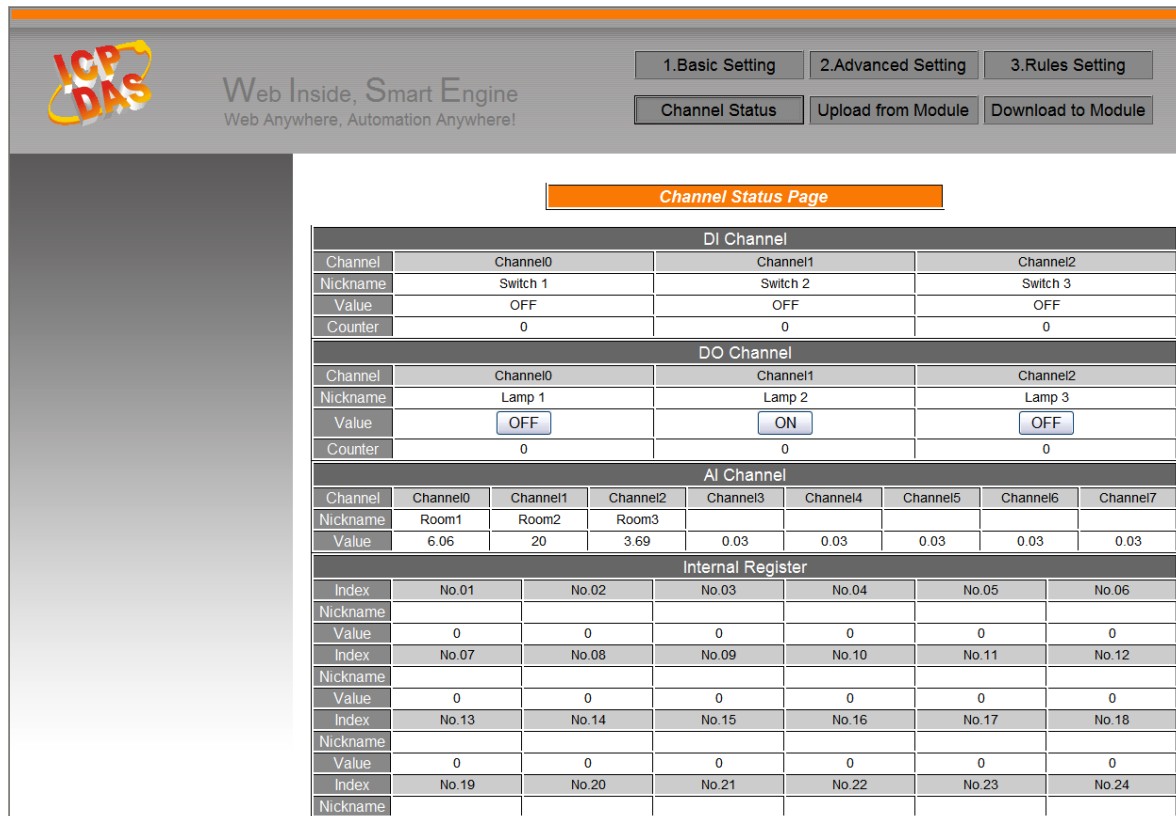 ICP
DAS
Web Inside, Smart Engine
Web Anywhere, Automation Anywhere!
1.Basic Setting 2.Advanced Setting 3.Rules Setting
Channel Status Upload from Module Download to Module
Channel Status Page
DI Channel
Channel Channel0 Channel1 Channel2
Nickname Switch 1 Switch 2 Switch 3
Value OFF OFF OFF
Counter 0 0 0
DO Channel
Channel Channel0 Channel1 Channel2
Nickname Lamp 1 Lamp 2 Lamp 3
Value OFF ON OFF
Counter 0 0 0
AI Channel
Channel Channel0 Channel1 Channel2 Channel3 Channel4 Channel5 Channel6 Channel7
Nickname Room1 Room2 Room3
Value 6.06 20 3.69 0.03 0.03 0.03 0.03 0.03
Internal Register
Index No.01 No.02 No.03 No.04 No.05 No.06
Nickname
Value 0 0 0 0 0 0
Index No.07 No.08 No.09 No.10 No.11 No.12
Nickname
Value 0 0 0 0 0 0
Index No.13 No.14 No.15 No.16 No.17 No.18
Nickname
Value 0 0 0 0 0 0
Index No.19 No.20 No.21 No.22 No.23 No.24
Nickname